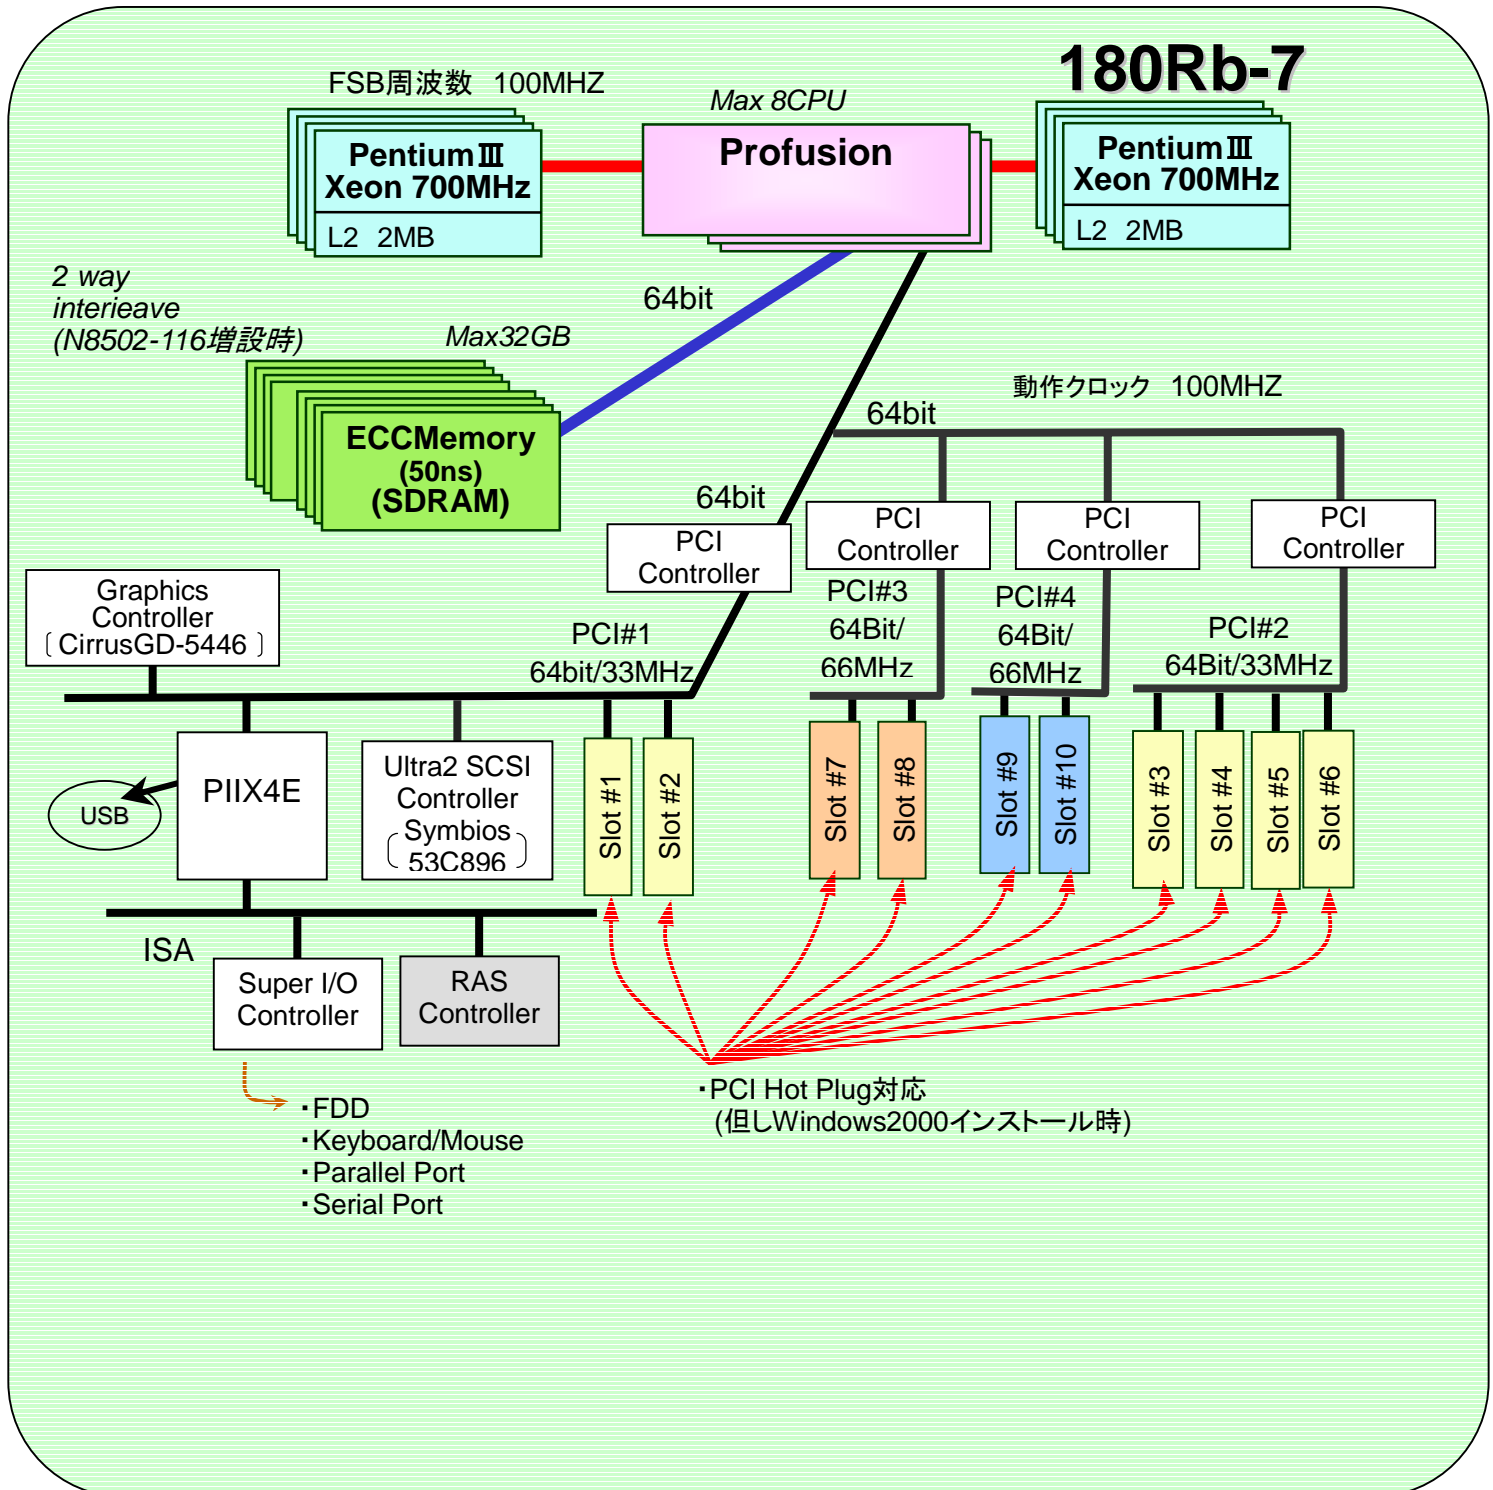 180Rb-7
FSB周波数 100MHZ
Max 8CPU
PentiumⅢ
Xeon 700MHz
L2 2MB
Profusion
PentiumⅢ
Xeon 700MHz
L2 2MB
2 way
interieave
(N8502-116増設時)
Max32GB
64bit
ECCMemory
(50ns)
(SDRAM)
動作クロック 100MHZ
64bit
64bit
PCI
Controller
PCI
Controller
PCI
Controller
PCI
Controller
Graphics
Controller
〔CirrusGD-5446〕
PCI#1
64bit/33MHz
PCI#3
64Bit/
66MHz
PCI#4
64Bit/
66MHz
PCI#2
64Bit/33MHz
USB
PIIX4E
Ultra2 SCSI
Controller
Symbios
53C896
Slot #1
Slot #2
Slot #7
Slot #8
Slot #9
Slot #10
Slot #3
Slot #4
Slot #5
Slot #6
ISA
Super I/O
Controller
RAS
Controller
・PCI Hot Plug対応
(但しWindows2000インストール時)
・FDD
・Keyboard/Mouse
・Parallel Port
・Serial Port